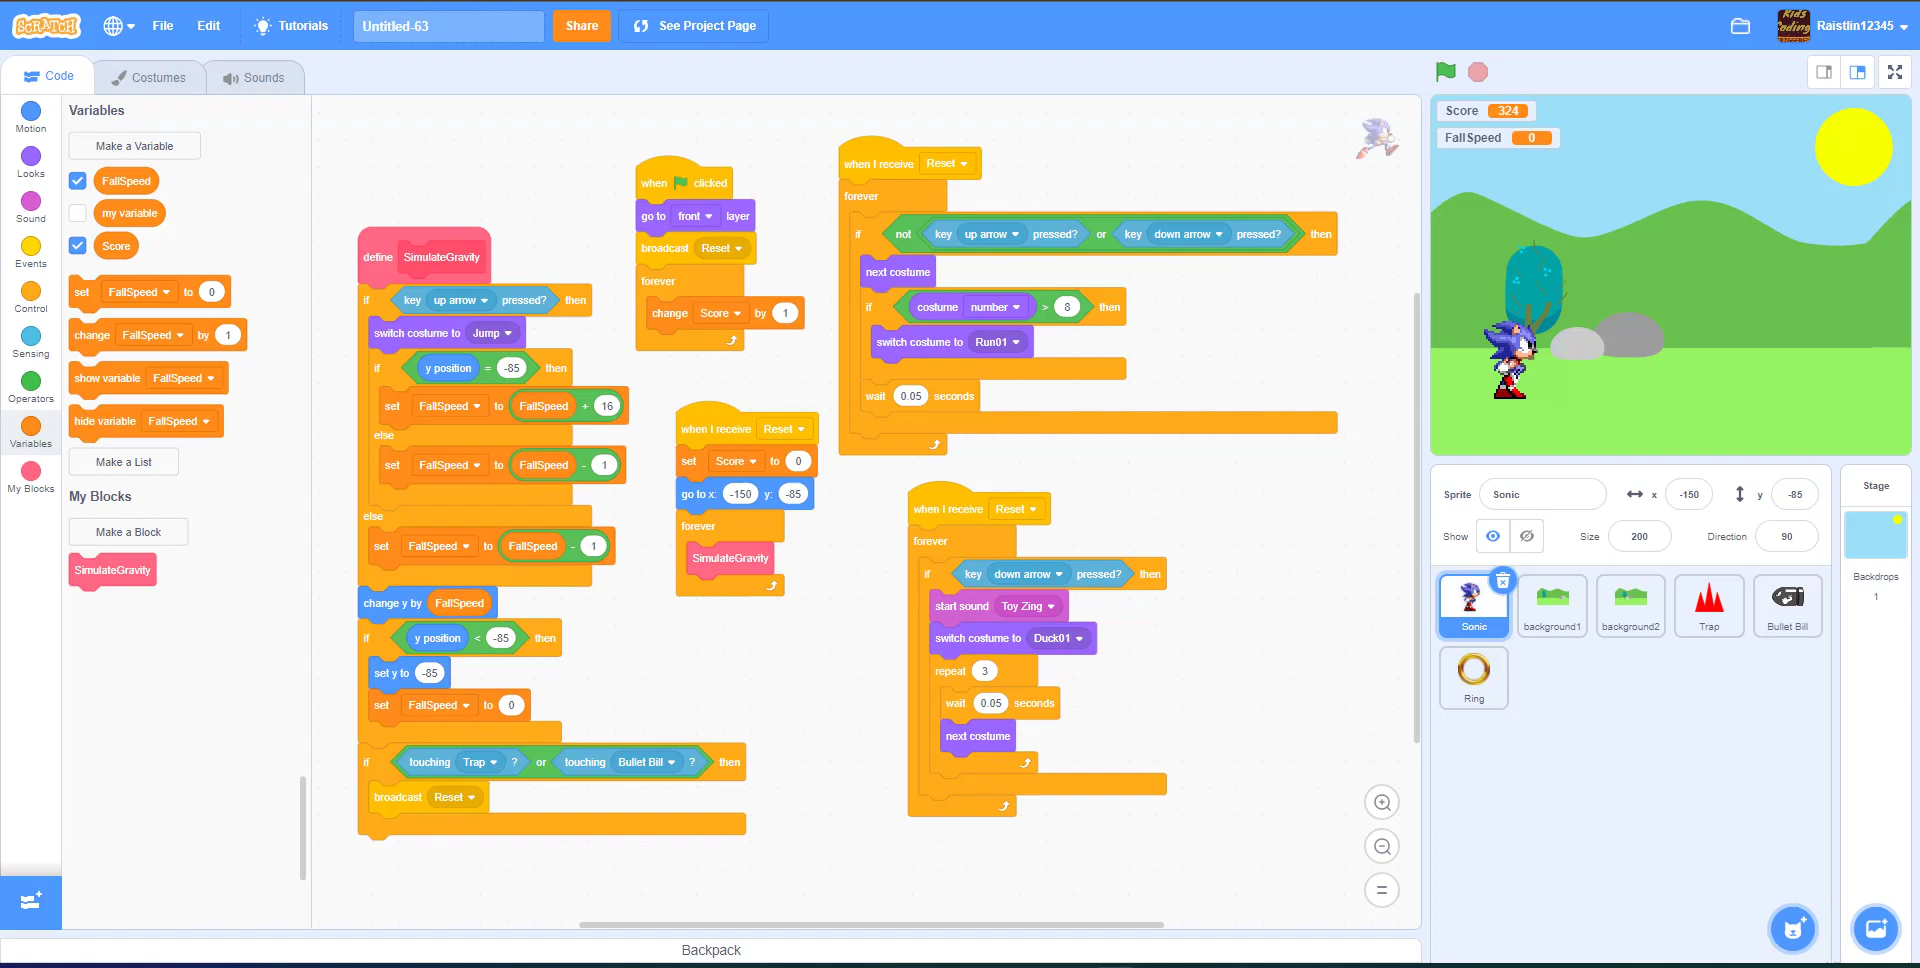 SCRATCH
File
Edit
Tutorials
Untitled-63
Share
See Project Page
Raistlin12345
Code
Costumes
Sounds
Motion
Looks
Sound
Events
Control
Sensing
Operators
Variables
My Blocks
Variables
Make a Variable
FallSpeed
my variable
Score
set FallSpeed to 0
change FallSpeed by 1
show variable FallSpeed
hide variable FallSpeed
Make a List
My Blocks
Make a Block
SimulateGravity
define SimulateGravity
if key up arrow pressed? then
switch costume to Jump
if y position = -85 then
set FallSpeed to FallSpeed + 16
else
set FallSpeed to FallSpeed - 1
else
set FallSpeed to FallSpeed - 1
change y by FallSpeed
if y position < -85 then
set y to -85
set FallSpeed to 0
if touching Trap ? or touching Bullet Bill ? then
broadcast Reset
when clicked
go to front layer
broadcast Reset
forever
change Score by 1
when I receive Reset
set Score to 0
go to x: -150 y: -85
forever
SimulateGravity
when I receive Reset
forever
if not key up arrow pressed? or key down arrow pressed? then
next costume
if costume number > 8 then
switch costume to Run01
wait 0.05 seconds
when I receive Reset
forever
if key down arrow pressed? then
start sound Toy Zing
switch costume to Duck01
repeat 3
wait 0.05 seconds
next costume
Score 324
FallSpeed 0
Sprite Sonic x -150 y -85
Show Size 200 Direction 90
Sonic
background1
background2
Trap
Bullet Bill
Ring
Stage
Backdrops
1
Backpack